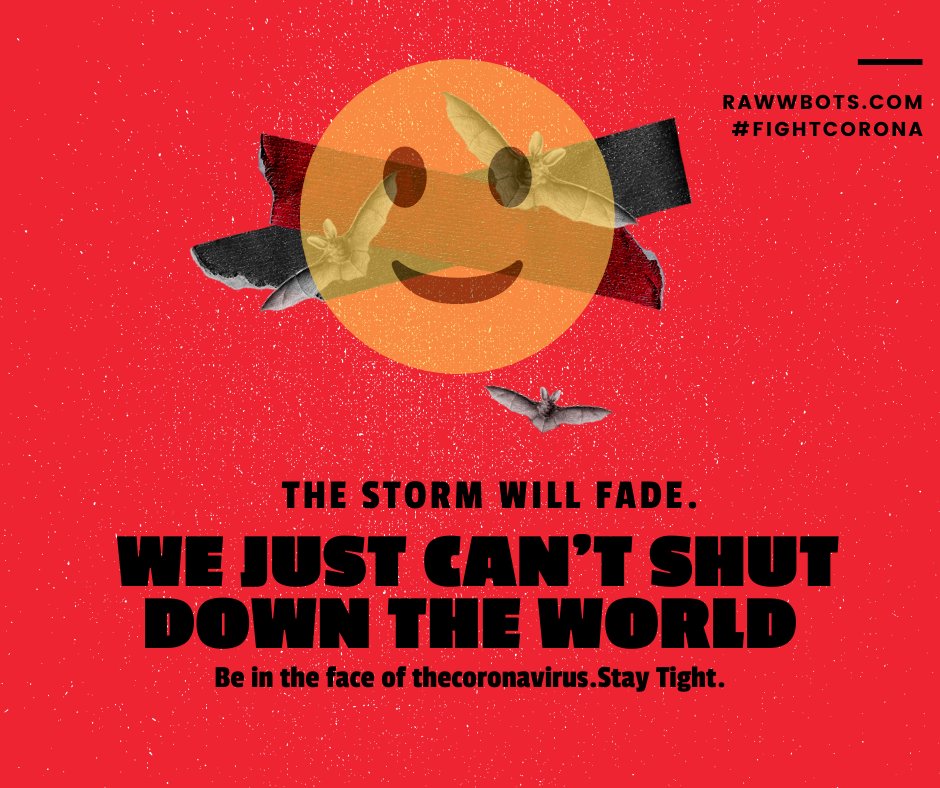 RAWWBOTS.COM
#FIGHTCORONA
THE STORM WILL FADE.
WE JUST CAN'T SHUT
DOWN THE WORLD
Be in the face of thecoronavirus.Stay Tight.